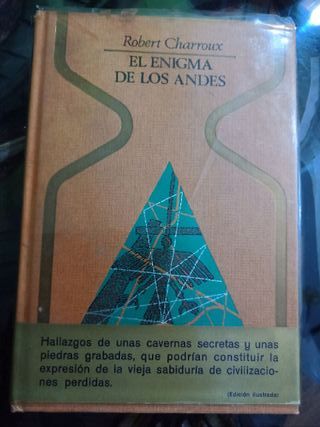 Robert Charroux
EL ENIGMA
DE LOS ANDES
Hallazgos de unas cavernas secretas y unas
piedras grabadas, que podrían constituir la
expresión de la vieja sabiduría de civilizacio-
nes perdidas.
(Edición ilustrada)